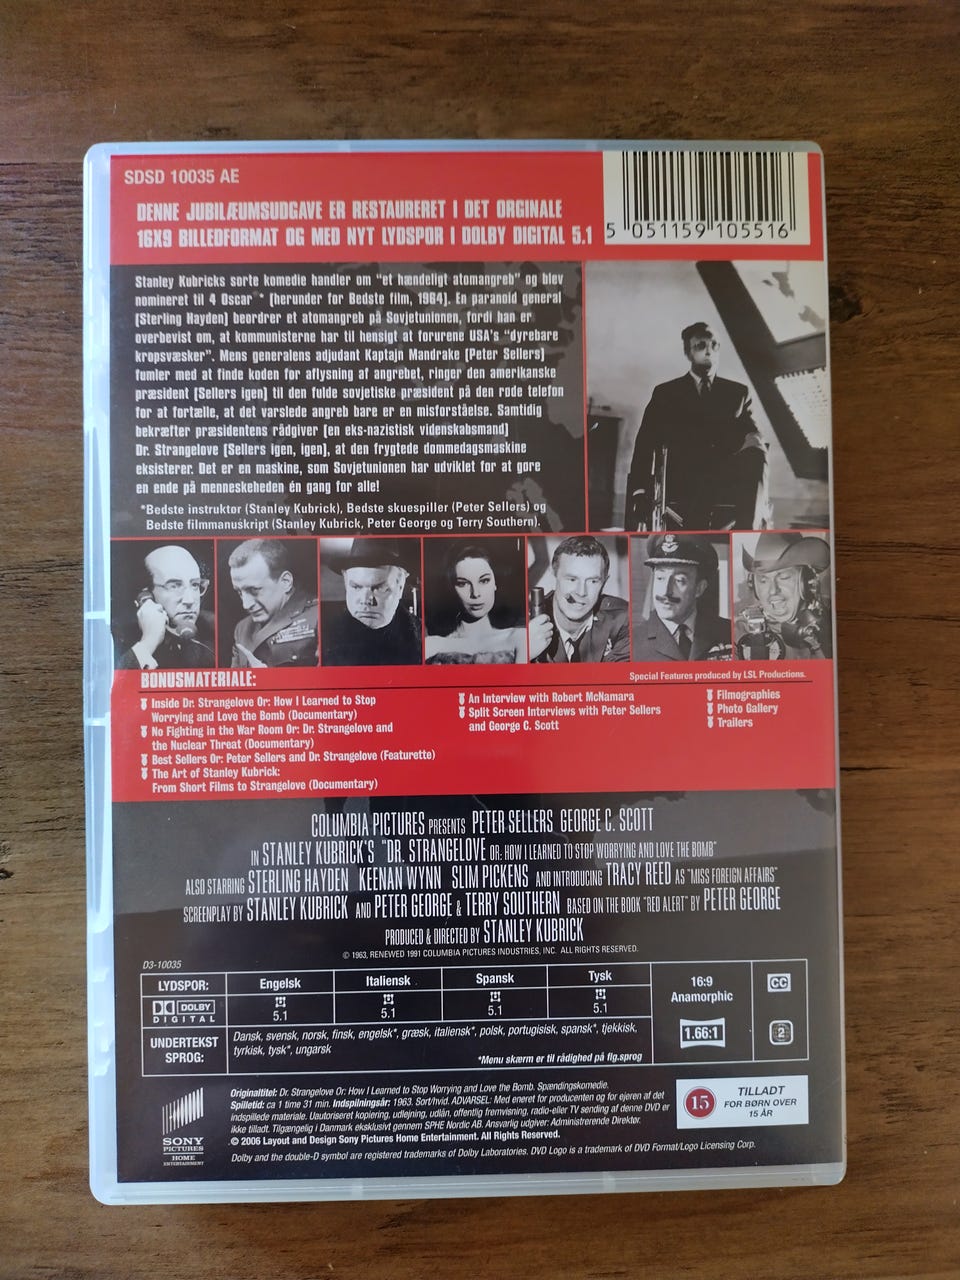 SDSD 10035 AE
DENNE JUBILÆUMSUDGAVE ER RESTAURERET I DET ORGINALE
16X9 BILLEDFORMAT OG MED NYT LYDSPOR I DOLBY DIGITAL 5.1
5 051159 105516
Stanley Kubricks sorte komedie handler om "et hændeligt atomangreb" og blev
nomineret til 4 Oscar * [herunder for Bedste film, 1964]. En paranoid general
[Sterling Hayden] beordrer et atomangreb på Sovjetunionen, fordi han er
overbevist om, at kommunisterne har til hensigt at forurene USA's "dyrebare
kropsvæsker". Mens generalens adjudant Kaptajn Mandrake [Peter Sellers]
fumler med at finde koden for aflysning af angrebet, ringer den amerikanske
præsident [Sellers igen] til den fulde sovjetiske præsident på den røde telefon
for at fortælle, at det varslede angreb bare er en misforståelse. Samtidig
bekræfter præsidentens rådgiver [en eks-nazistisk videnskabsmand]
Dr. Strangelove [Sellers igen, igen], at den frygtede dommedagsmaskine
eksisterer. Det er en maskine, som Sovjetunionen har udviklet for at gøre
en ende på menneskeheden én gang for alle!
*Bedste instruktør (Stanley Kubrick), Bedste skuespiller (Peter Sellers) og
Bedste filmmanuskript (Stanley Kubrick, Peter George og Terry Southern).
BONUSMATERIALE:
Special Features produced by LSL Productions.
Inside Dr. Strangelove Or: How I Learned to Stop
Worrying and Love the Bomb (Documentary)
No Fighting in the War Room Or: Dr. Strangelove and
the Nuclear Threat (Documentary)
Best Sellers Or: Peter Sellers and Dr. Strangelove (Featurette)
The Art of Stanley Kubrick:
From Short Films to Strangelove (Documentary)
An Interview with Robert McNamara
Split Screen Interviews with Peter Sellers
and George C. Scott
Filmographies
Photo Gallery
Trailers
COLUMBIA PICTURES PRESENTS PETER SELLERS GEORGE C. SCOTT
IN STANLEY KUBRICK'S "DR. STRANGELOVE OR: HOW I LEARNED TO STOP WORRYING AND LOVE THE BOMB"
ALSO STARRING STERLING HAYDEN KEENAN WYNN SLIM PICKENS AND INTRODUCING TRACY REED AS "MISS FOREIGN AFFAIRS"
SCREENPLAY BY STANLEY KUBRICK AND PETER GEORGE & TERRY SOUTHERN BASED ON THE BOOK "RED ALERT" BY PETER GEORGE
PRODUCED & DIRECTED BY STANLEY KUBRICK
© 1963, RENEWED 1991 COLUMBIA PICTURES INDUSTRIES, INC. ALL RIGHTS RESERVED.
D3-10035
LYDSPOR: Engelsk Italiensk Spansk Tysk
DOLBY
DIGITAL
5.1 5.1 5.1 5.1
UNDERTEKST
SPROG:
Dansk, svensk, norsk, finsk, engelsk*, græsk, italiensk*, polsk, portugisisk, spansk*, tjekkisk,
tyrkisk, tysk*, ungarsk
*Menu skærm er til rådighed på flg.sprog
16:9
Anamorphic
1.66:1
CC
2
SONY
PICTURES
HOME
ENTERTAINMENT
Originaltitel: Dr. Strangelove Or: How I Learned to Stop Worrying and Love the Bomb. Spændingskomedie.
Spilletid: ca 1 time 31 min. Indspilningsår: 1963. Sort/hvid. ADVARSEL: Med eneret for producenten og for ejeren af det
indspillede materiale. Uautoriseret kopiering, udlejning, udlån, offentlig fremvisning, radio-eller TV sending af denne DVD er
ikke tilladt. Tilgængelig i Danmark eksklusivt gennem SPHE Nordic AB. Ansvarlig udgiver: Administrerende Direktør.
© 2006 Layout and Design Sony Pictures Home Entertainment. All Rights Reserved.
Dolby and the double-D symbol are registered trademarks of Dolby Laboratories. DVD Logo is a trademark of DVD Format/Logo Licensing Corp.
15
TILLADT
FOR BØRN OVER
15 ÅR